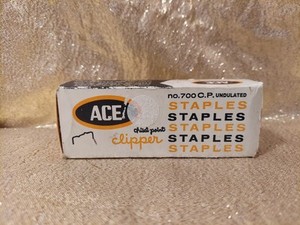 ACE
chisel point
clipper
no. 700 C.P. UNDULATED
STAPLES
STAPLES
STAPLES
STAPLES
STAPLES